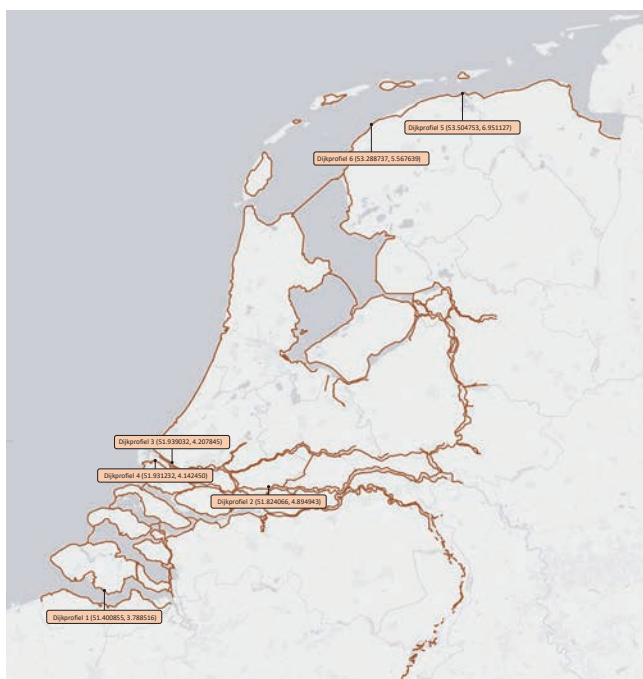 Dijkprofiel 5 (53.504753, 6.951127)
Dijkprofiel 6 (53.288737, 5.567639)
Dijkprofiel 3 (51.939032, 4.207845)
Dijkprofiel 4 (51.931232, 4.142450)
Dijkprofiel 2 (51.824066, 4.894943)
Dijkprofiel 1 (51.400855, 3.788516)